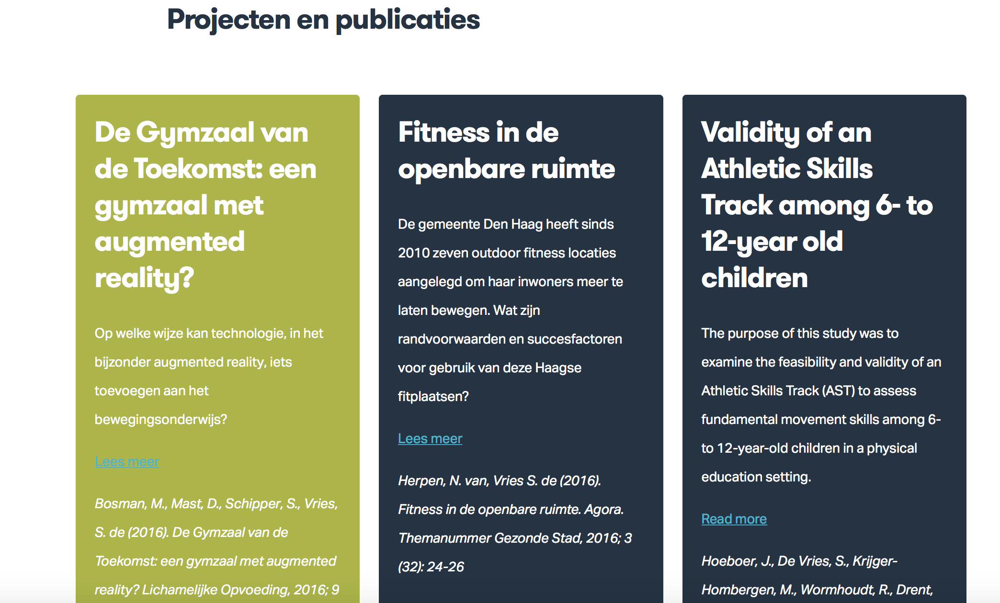 Projecten en publicaties
De Gymzaal van
de Toekomst: een
gymzaal met
augmented
reality?
Op welke wijze kan technologie, in het
bijzonder augmented reality, iets
toevoegen aan het
bewegingsonderwijs?
Lees meer
Bosman, M., Mast, D., Schipper, S., Vries,
S. de (2016). De Gymzaal van de
Toekomst: een gymzaal met augmented
reality? Lichamelijke Opvoeding, 2016; 9
Fitness in de
openbare ruimte
De gemeente Den Haag heeft sinds
2010 zeven outdoor fitness locaties
aangelegd om haar inwoners meer te
laten bewegen. Wat zijn
randvoorwaarden en succesfactoren
voor gebruik van deze Haagse
fitplaatsen?
Lees meer
Herpen, N. van, Vries S. de (2016).
Fitness in de openbare ruimte. Agora.
Themanummer Gezonde Stad, 2016; 3
(32): 24-26
Validity of an
Athletic Skills
Track among 6- to
12-year old
children
The purpose of this study was to
examine the feasibility and validity of an
Athletic Skills Track (AST) to assess
fundamental movement skills among 6-
to 12-year-old children in a physical
education setting.
Read more
Hoeboer, J., De Vries, S., Krijger-
Hombergen, M., Wormhoudt, R., Drent,